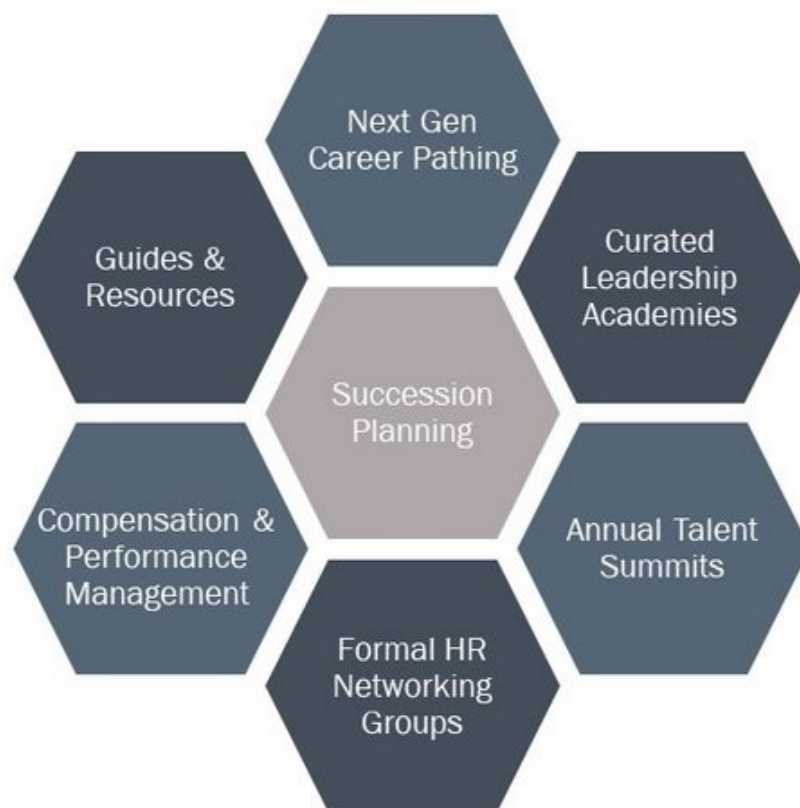 Next Gen
Career Pathing
Guides &
Resources
Curated
Leadership
Academies
Succession
Planning
Compensation &
Performance
Management
Annual Talent
Summits
Formal HR
Networking
Groups